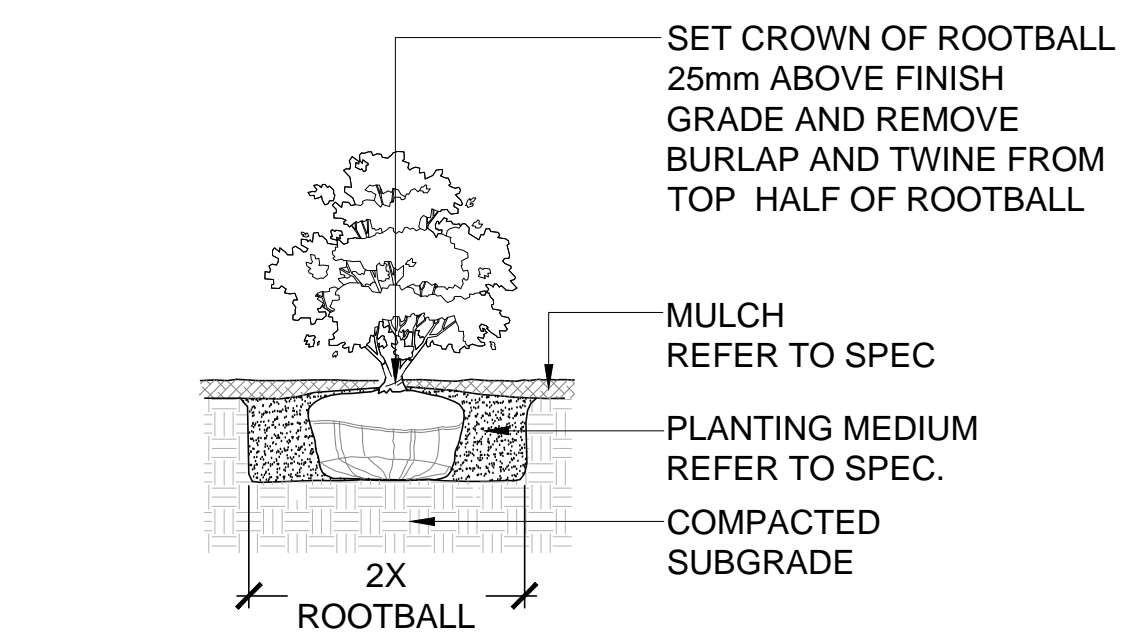 SET CROWN OF ROOTBALL
25mm ABOVE FINISH
GRADE AND REMOVE
BURLAP AND TWINE FROM
TOP HALF OF ROOTBALL
MULCH
REFER TO SPEC
PLANTING MEDIUM
REFER TO SPEC.
COMPACTED
SUBGRADE
2X
ROOTBALL